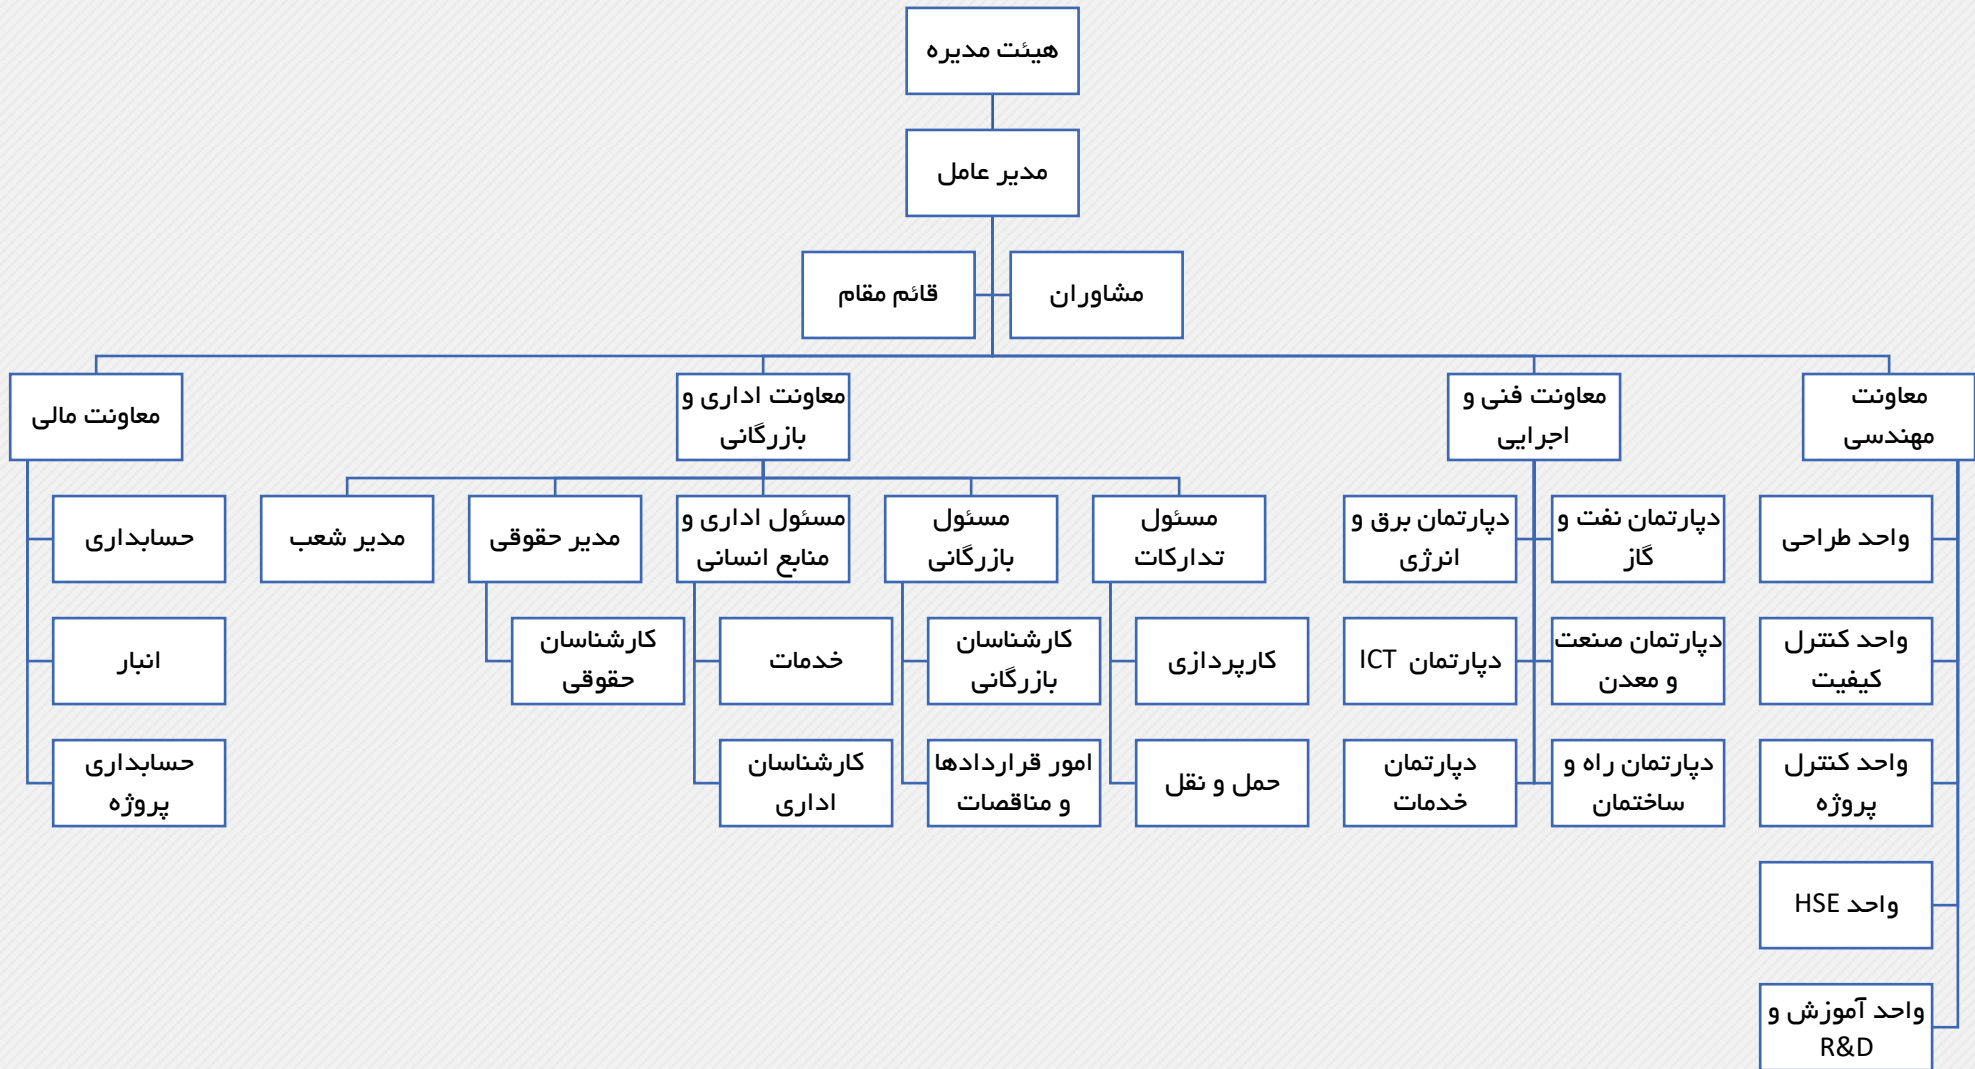 هیئت مدیره
مدیر عامل
مشاوران
قائم مقام
معاونت
مهندسی
معاونت فنی و
اجرایی
معاونت اداری و
بازرگانی
معاونت مالی
واحد طراحی
واحد کنترل
کیفیت
واحد کنترل
پروژه
واحد HSE
واحد آموزش و
R&D
دپارتمان نفت و
گاز
دپارتمان برق و
انرژی
دپارتمان صنعت
و معدن
دپارتمان ICT
دپارتمان راه و
ساختمان
دپارتمان
خدمات
مسئول
تدارکات
کارپردازی
حمل و نقل
مسئول
بازرگانی
کارشناسان
بازرگانی
امور قراردادها
و مناقصات
مسئول اداری و
منابع انسانی
خدمات
کارشناسان
اداری
مدیر حقوقی
کارشناسان
حقوقی
مدیر شعب
حسابداری
انبار
حسابداری
پروژه